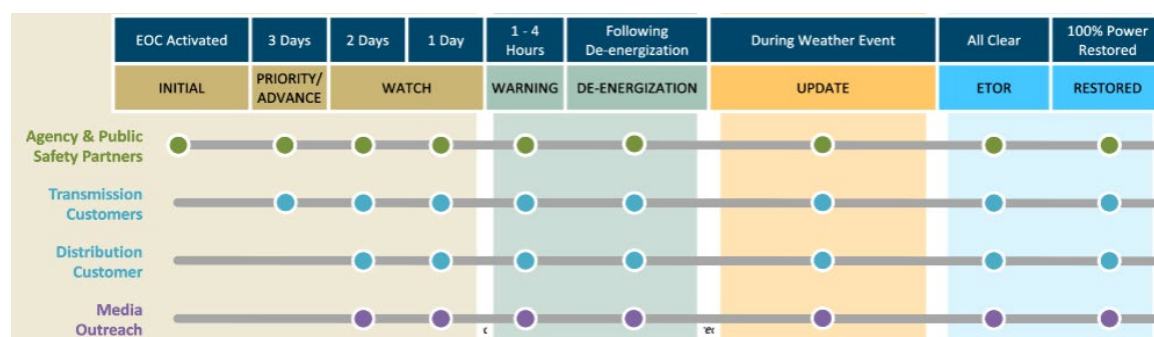 EOC Activated
3 Days
2 Days
1 Day
1 - 4
Hours
Following
De-energization
During Weather Event
All Clear
100% Power
Restored
INITIAL
PRIORITY/
ADVANCE
WATCH
WARNING
DE-ENERGIZATION
UPDATE
ETOR
RESTORED
Agency & Public
Safety Partners
Transmission
Customers
Distribution
Customer
Media
Outreach